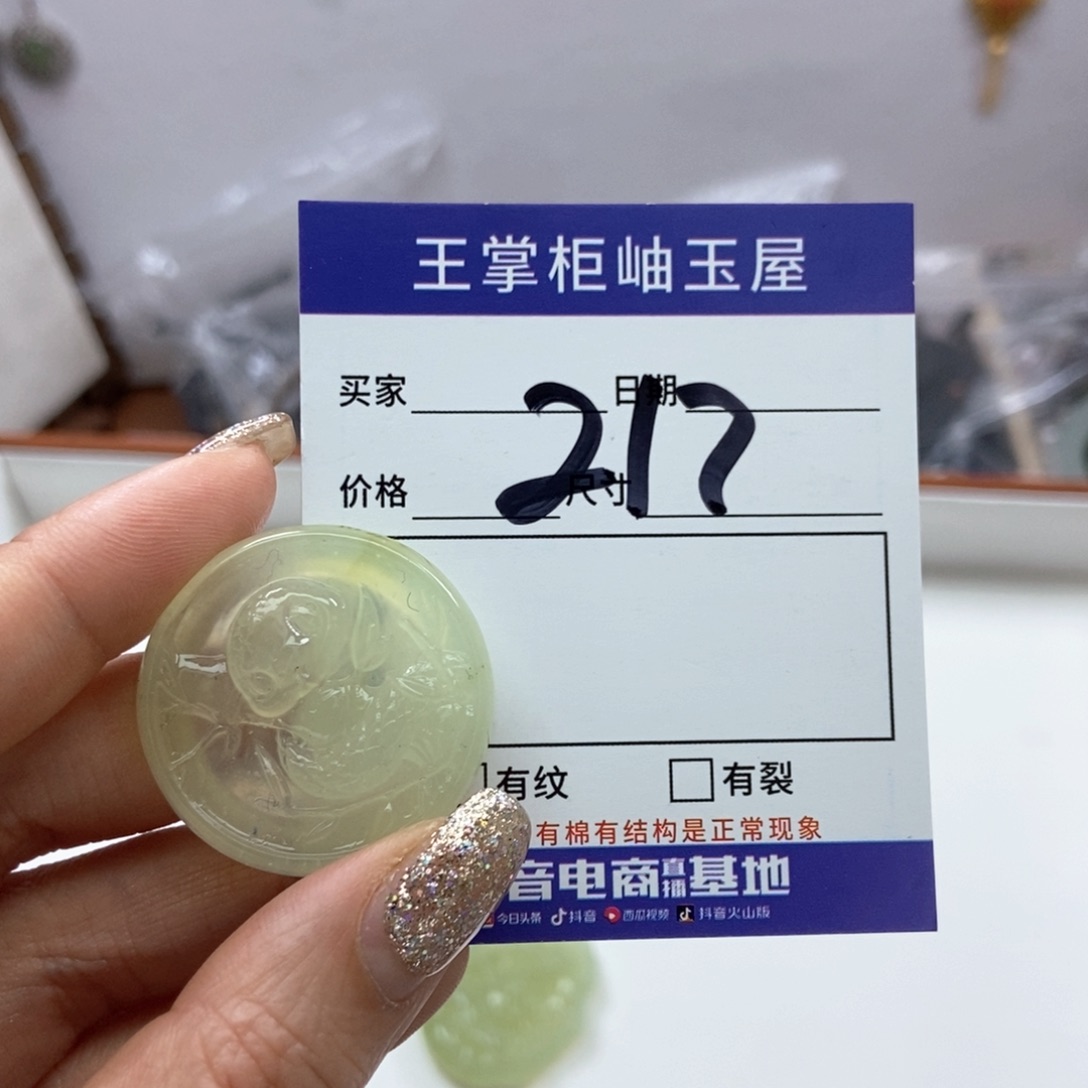 王掌柜岫玉屋
买家 日期
217
价格 尺寸
有纹 有裂
有棉有结构是正常现象
音电商直播基地
今日头条 抖音 西瓜视频 抖音火山版